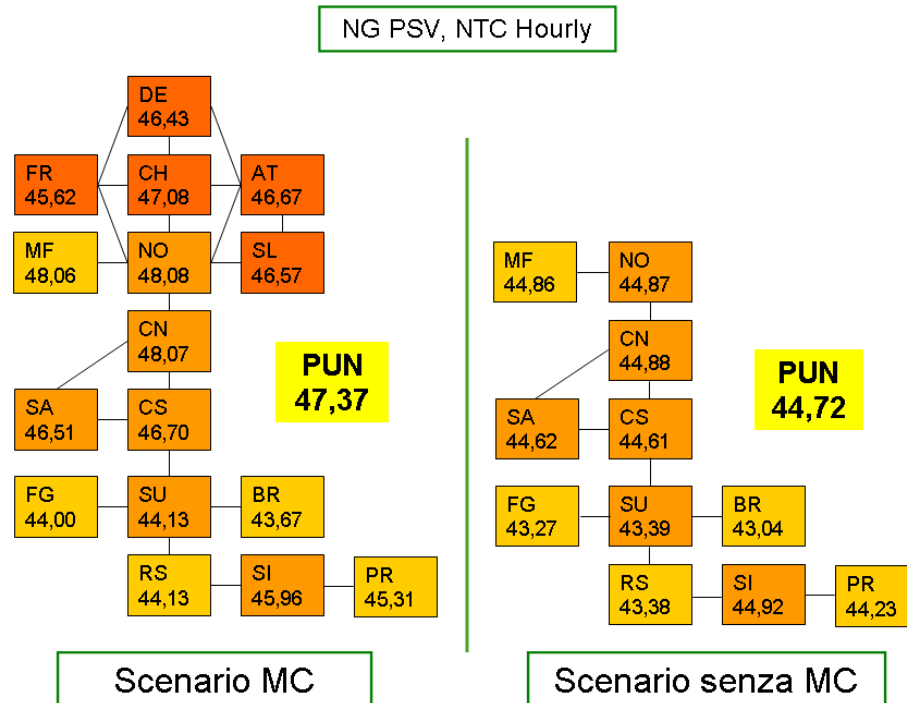 NG PSV, NTC Hourly
DE
46,43
FR
45,62
CH
47,08
AT
46,67
MF
48,06
NO
48,08
SL
46,57
CN
48,07
PUN
47,37
SA
46,51
CS
46,70
FG
44,00
SU
44,13
BR
43,67
RS
44,13
SI
45,96
PR
45,31
Scenario MC
MF
44,86
NO
44,87
CN
44,88
PUN
44,72
SA
44,62
CS
44,61
FG
43,27
SU
43,39
BR
43,04
RS
43,38
SI
44,92
PR
44,23
Scenario senza MC